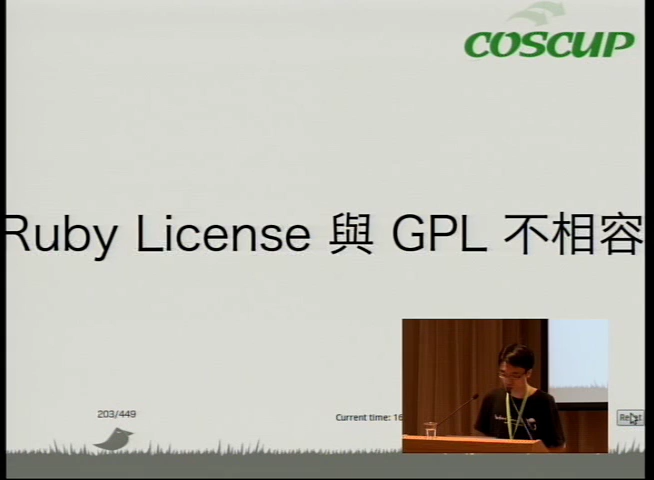 COSCUP
Ruby License 與 GPL 不相容
203/449
Current time: 16